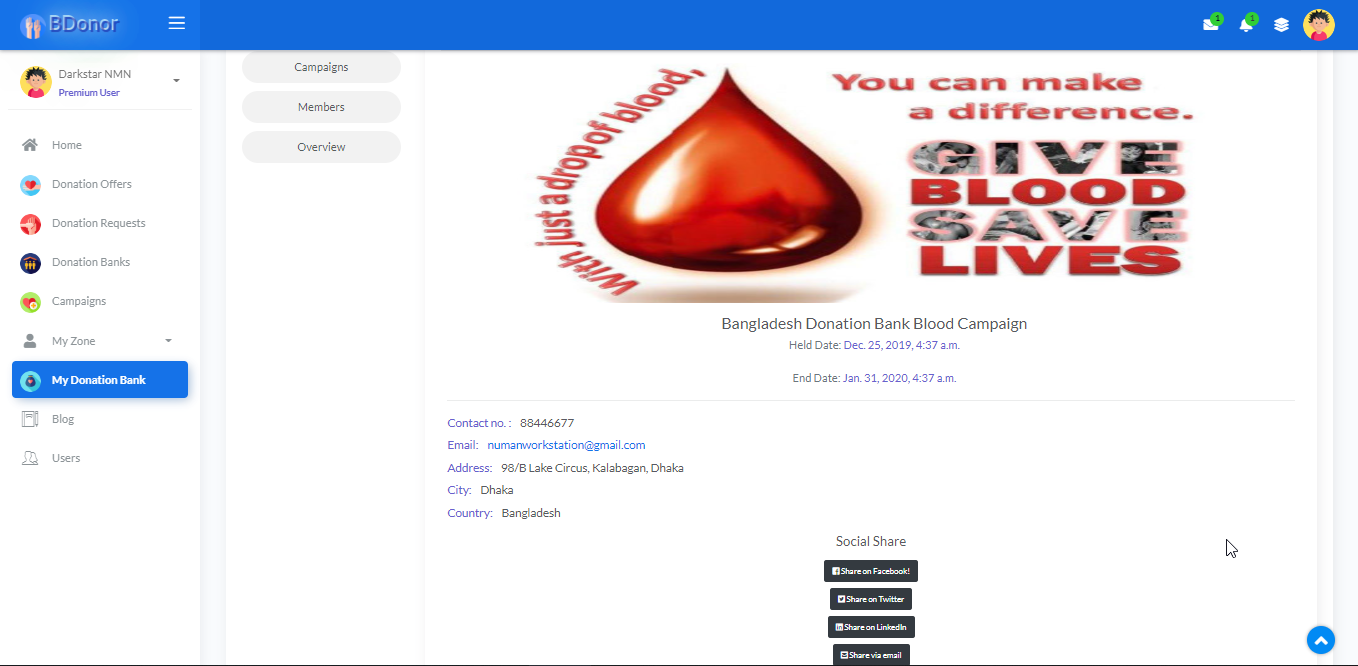 BDonor
1
1
Darkstar NMN
Premium User
Home
Donation Offers
Donation Requests
Donation Banks
Campaigns
My Zone
My Donation Bank
Blog
Users
Campaigns
Members
Overview
With just a drop of blood,
You can make
a difference.
GIVE
BLOOD
SAVE
LIVES
Bangladesh Donation Bank Blood Campaign
Held Date: Dec. 25, 2019, 4:37 a.m.
End Date: Jan. 31, 2020, 4:37 a.m.
Contact no. : 88446677
Email: numanworkstation@gmail.com
Address: 98/B Lake Circus, Kalabagan, Dhaka
City: Dhaka
Country: Bangladesh
Social Share
Share on Facebook!
Share on Twitter
Share on LinkedIn
Share via email